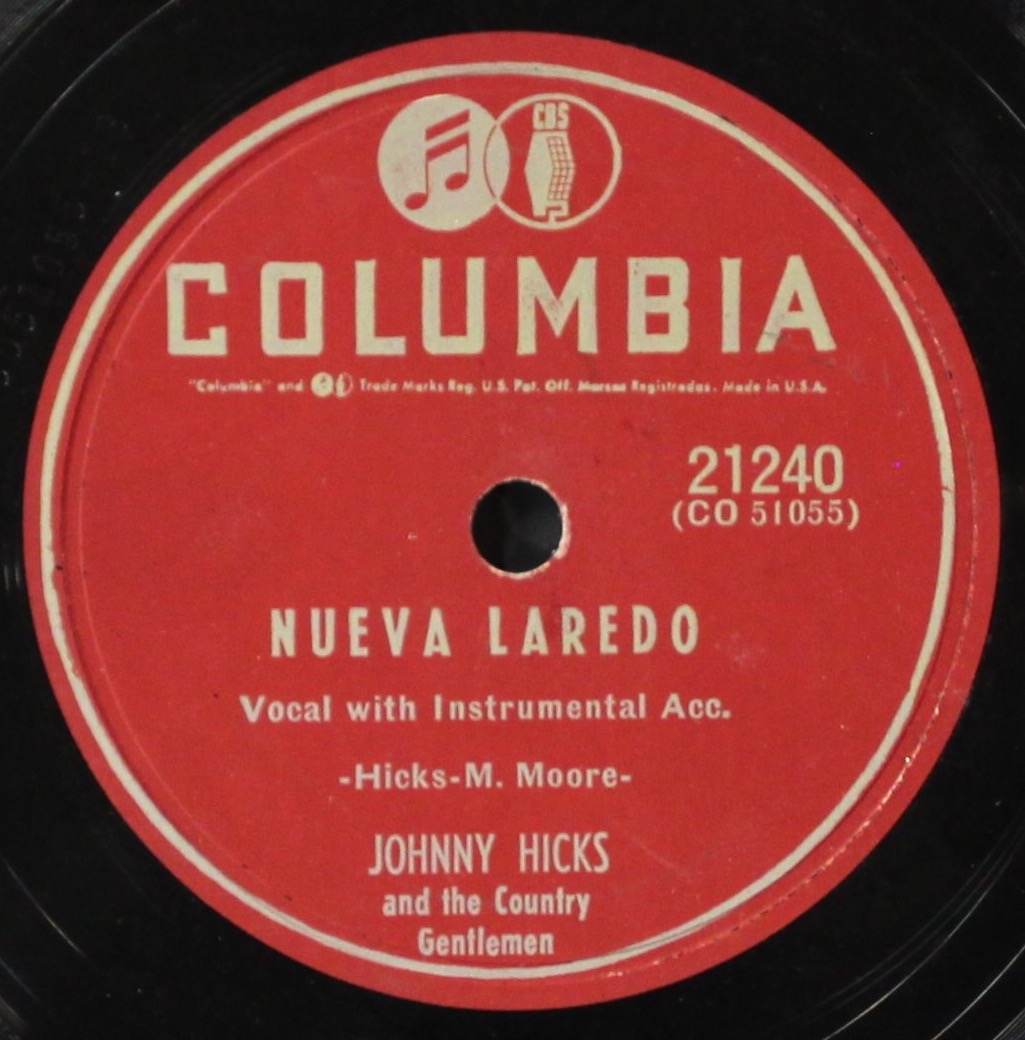 CBS
COLUMBIA
"Columbia" and Trade Marks Reg. U.S. Pat. Off. Marcas Registradas. Made in U.S.A.
21240
(CO 51055)
NUEVA LAREDO
Vocal with Instrumental Acc.
-Hicks-M. Moore-
JOHNNY HICKS
and the Country
Gentlemen